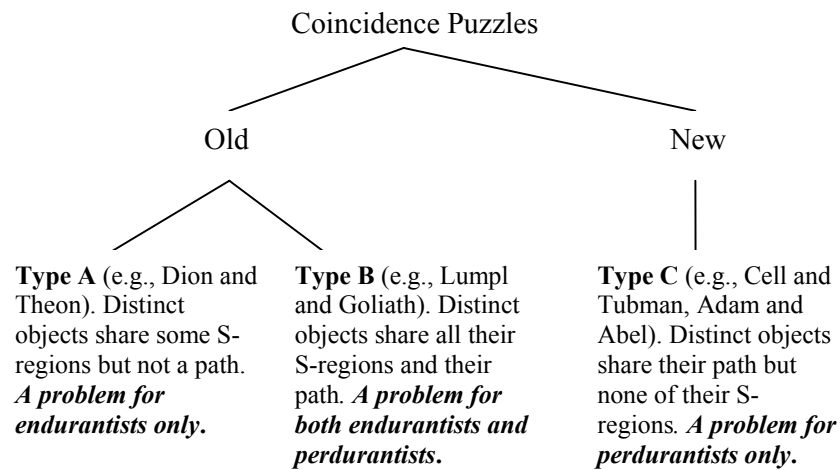 Coincidence Puzzles
Old
New
Type A (e.g., Dion and
Theon). Distinct
objects share some S-
regions but not a path.
A problem for
endurantists only.
Type B (e.g., Lumpl
and Goliath). Distinct
objects share all their
S-regions and their
path. A problem for
both endurantists and
perdurantists.
Type C (e.g., Cell and
Tubman, Adam and
Abel). Distinct objects
share their path but
none of their S-
regions. A problem for
perdurantists only.